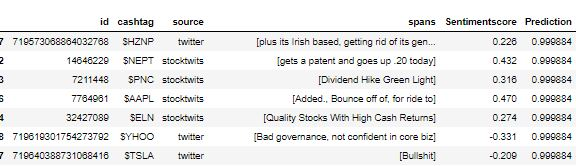 id cashtag source spans Sentimentscore Prediction
7 719573068864032768 $HZNP twitter [plus its Irish based, getting rid of its gen... 0.226 0.999884
2 14646229 $NEPT stocktwits [gets a patent and goes up .20 today] 0.432 0.999884
3 7211448 $PNC stocktwits [Dividend Hike Green Light] 0.316 0.999884
6 7764961 $AAPL stocktwits [Added., Bounce off of, for ride to] 0.470 0.999884
4 32427089 $ELN stocktwits [Quality Stocks With High Cash Returns] 0.274 0.999884
8 719619301754273792 $YHOO twitter [Bad governance, not confident in core biz] -0.331 0.999884
7 719640388731068416 $TSLA twitter [Bullshit] -0.209 0.999884